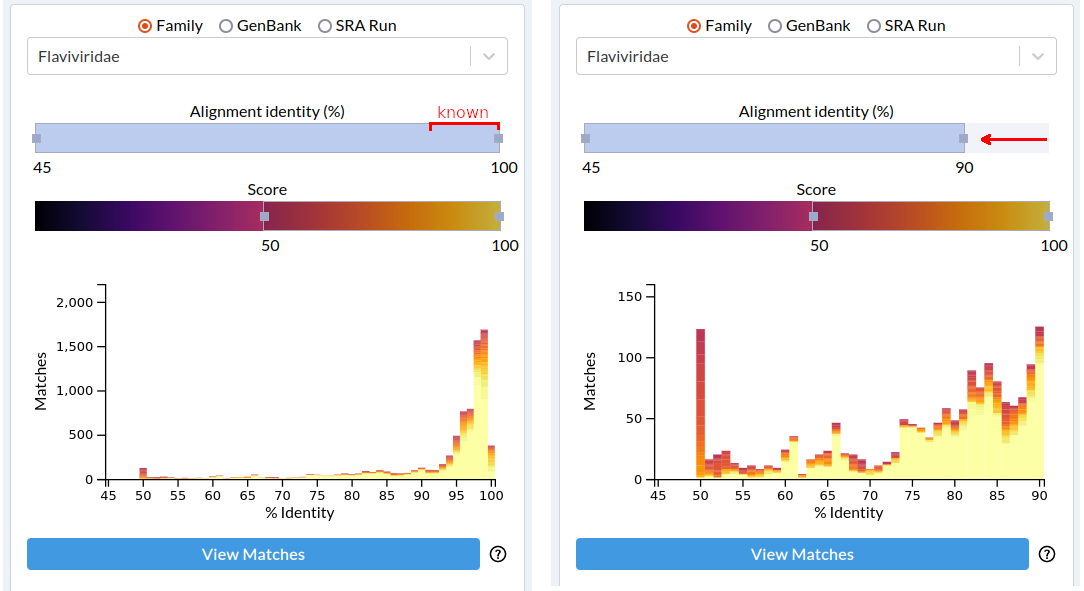 Family GenBank SRA Run
Flaviviridae
Alignment identity (%) known
45 100
Score
50 100
2,000
1,500
1,000
500
0
Matches
45 50 55 60 65 70 75 80 85 90 95 100
% Identity
View Matches ?
Family GenBank SRA Run
Flaviviridae
Alignment identity (%)
45 90
Score
50 100
150
100
50
0
Matches
45 50 55 60 65 70 75 80 85 90
% Identity
View Matches ?